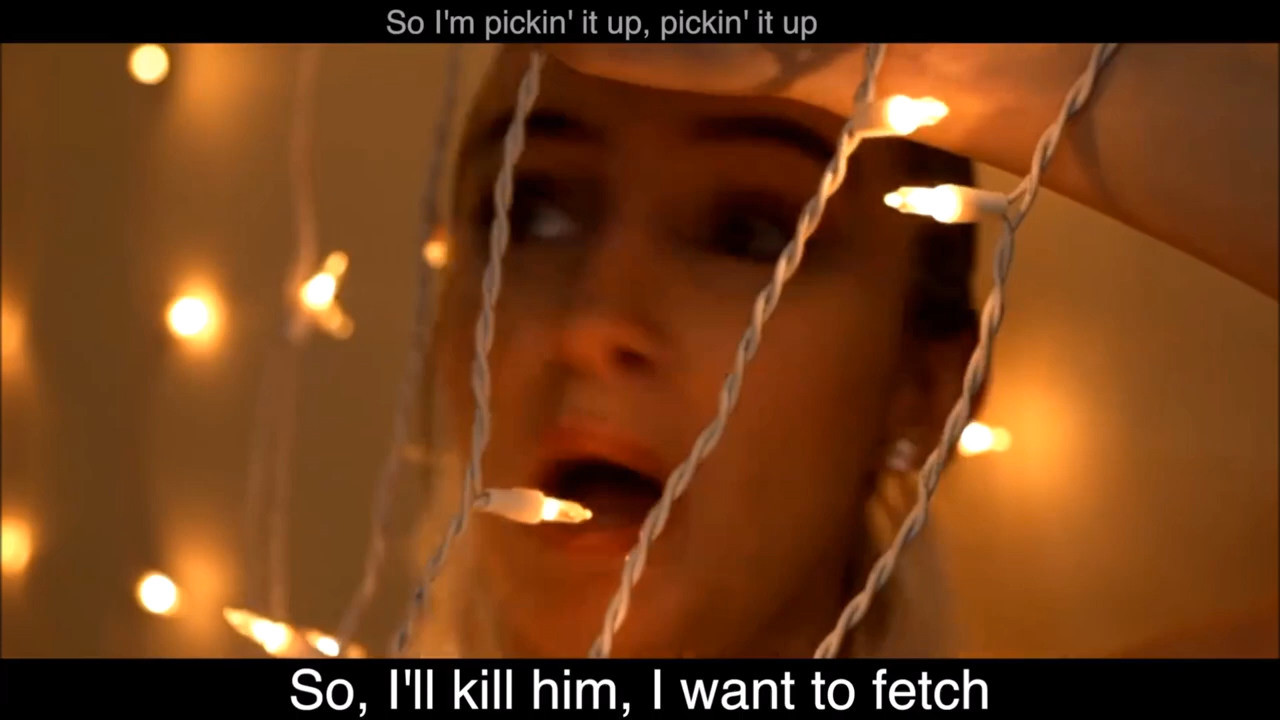 So I'm pickin' it up, pickin' it up
So, I'll kill him, I want to fetch